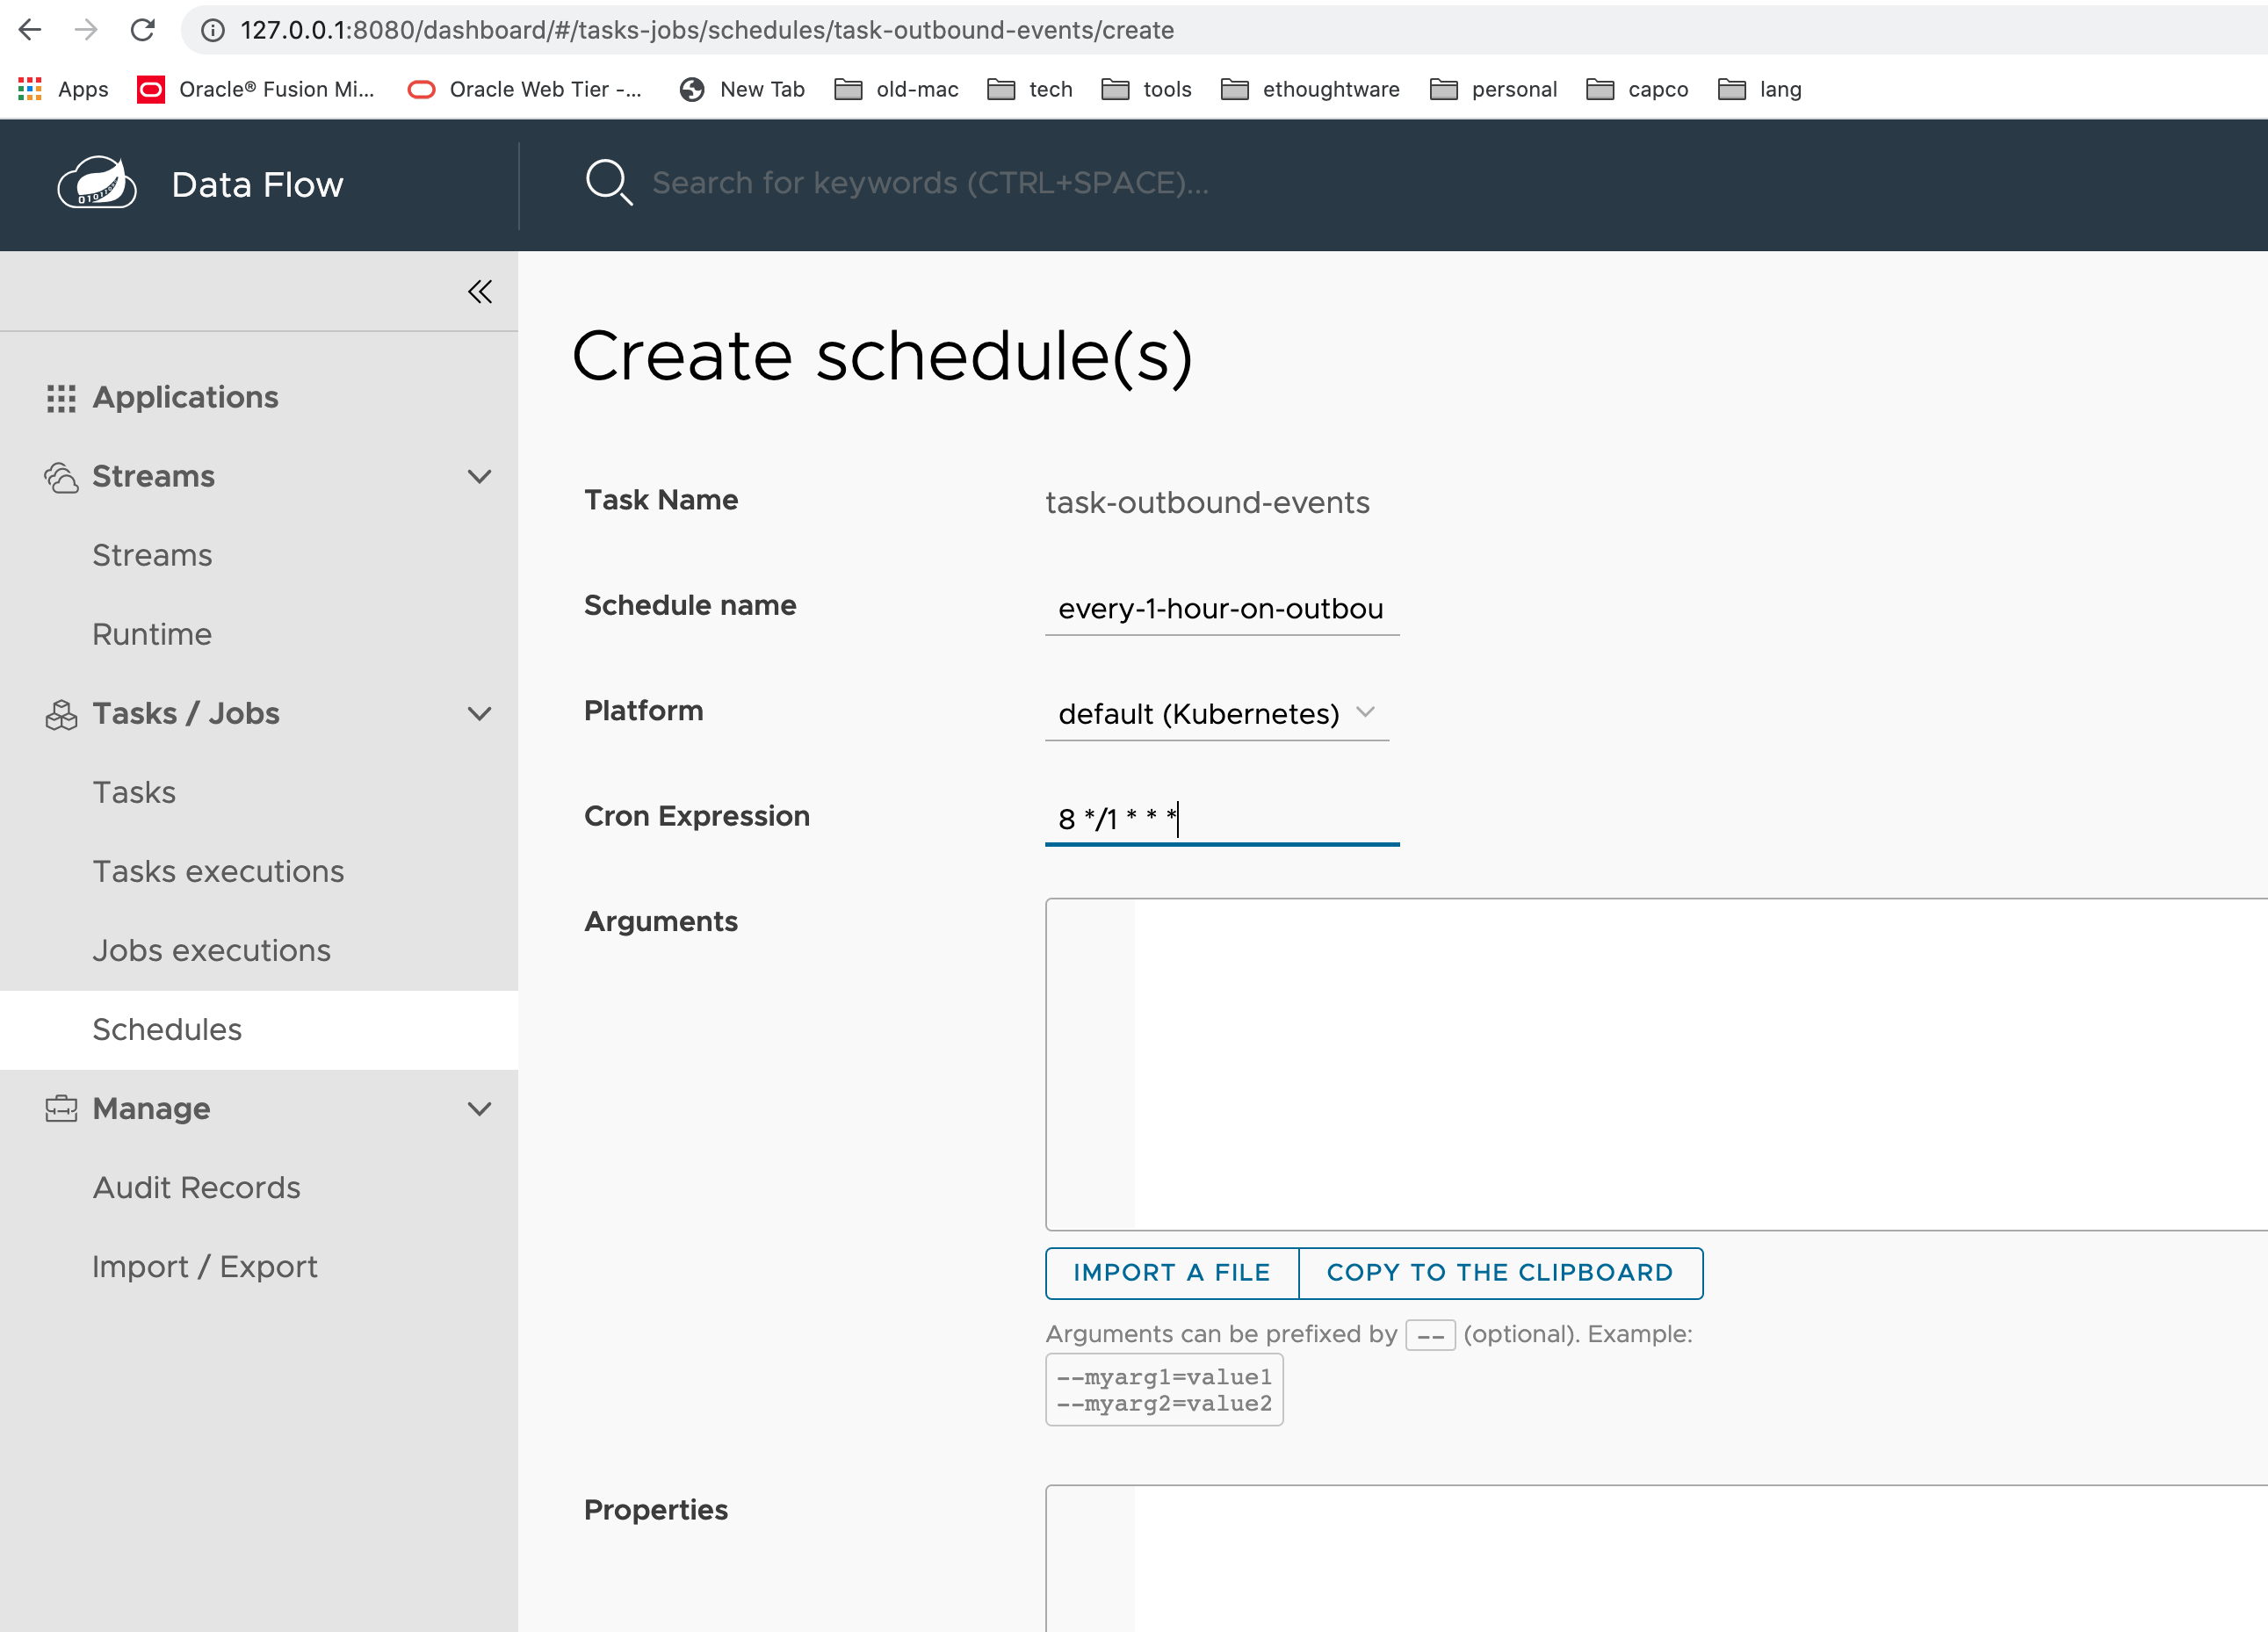 127.0.0.1:8080/dashboard/#/tasks-jobs/schedules/task-outbound-events/create
Apps Oracle® Fusion Mi... Oracle Web Tier -... New Tab old-mac tech tools ethoughtware personal capco lang
Data Flow
Search for keywords (CTRL+SPACE)...
Applications
Streams
Streams
Runtime
Tasks / Jobs
Tasks
Tasks executions
Jobs executions
Schedules
Manage
Audit Records
Import / Export
Create schedule(s)
Task Name task-outbound-events
Schedule name every-1-hour-on-outbou
Platform default (Kubernetes)
Cron Expression 8 */1 * * *
Arguments
IMPORT A FILE COPY TO THE CLIPBOARD
Arguments can be prefixed by -- (optional). Example:
--myarg1=value1
--myarg2=value2
Properties